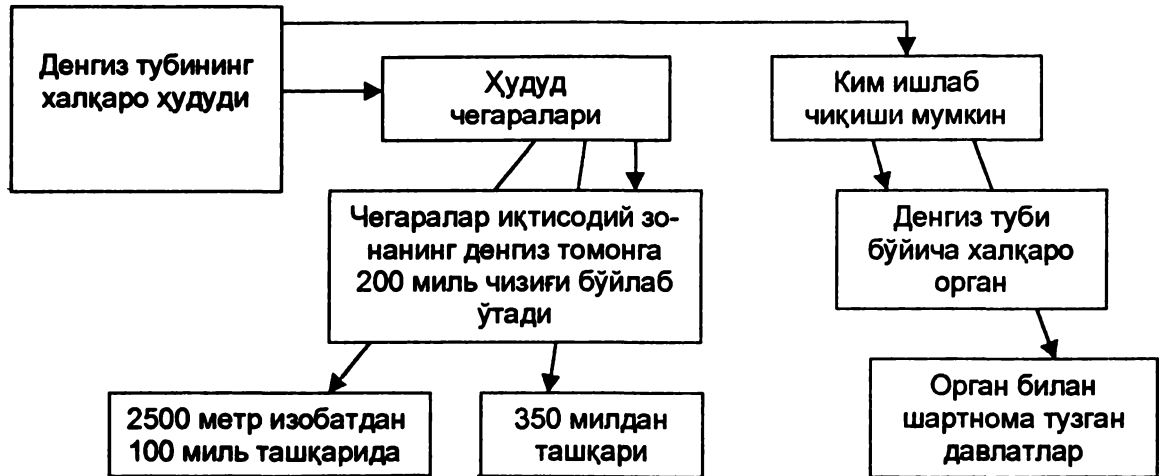 Денгиз тубининг
халқаро ҳудуди
Ҳудуд
чегаралари
Ким ишлаб
чиқиши мумкин
Чегаралар иқтисодий зо-
нанинг денгиз томонга
200 миль чизиғи бўйлаб
ўтади
Денгиз туби
бўйича халқаро
орган
2500 метр изобатдан
100 миль ташқарида
350 милдан
ташқари
Орган билан
шартнома тузган
давлатлар